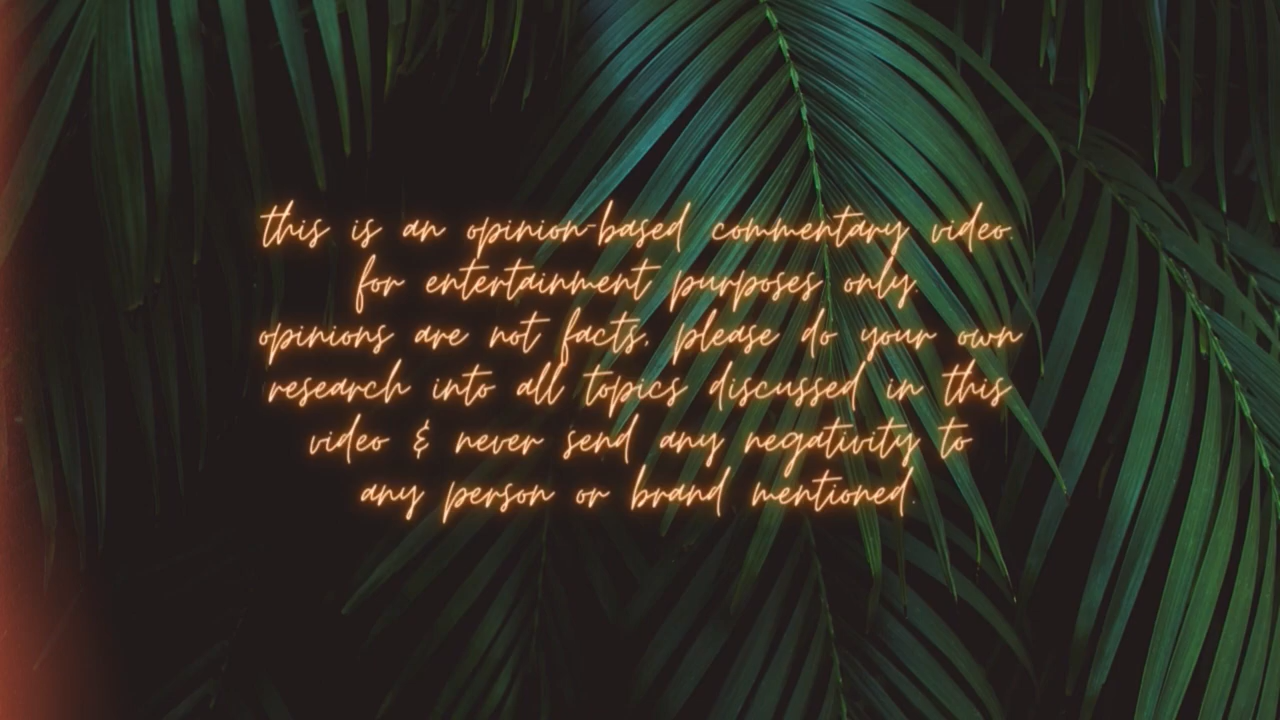 this is an opinion-based commentary video.
for entertainment purposes only.
opinions are not facts, please do your own
research into all topics discussed in this
video & never send any negativity to
any person or brand mentioned.